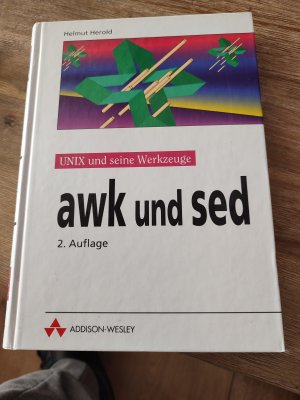 Helmut Herold
UNIX und seine Werkzeuge
awk und sed
2. Auflage
ADDISON-WESLEY